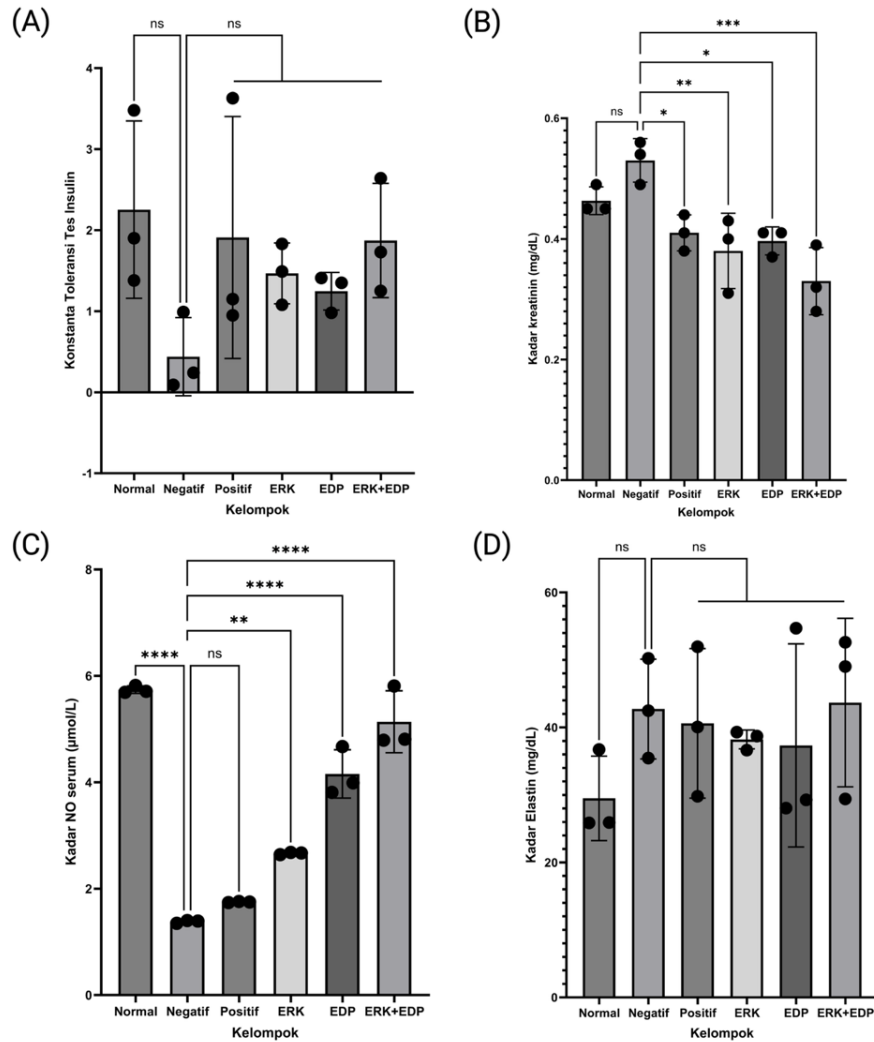 (A)
ns
ns
Konstanta Toleransi Tes Insulin
4
3
2
1
0
-1
Normal Negatif Positif ERK EDP ERK+EDP
Kelompok
(B)
***
*
**
ns
*
Kadar kreatinin (mg/dL)
0.6
0.4
0.2
0.0
Normal Negatif Positif ERK EDP ERK+EDP
Kelompok
(C)
****
****
**
****
ns
Kadar NO serum (µmol/L)
8
6
4
2
0
Normal Negatif Positif ERK EDP ERK+EDP
Kelompok
(D)
ns
ns
Kadar Elastin (mg/dL)
60
40
20
0
Normal Negatif Positif ERK EDP ERK+EDP
Kelompok